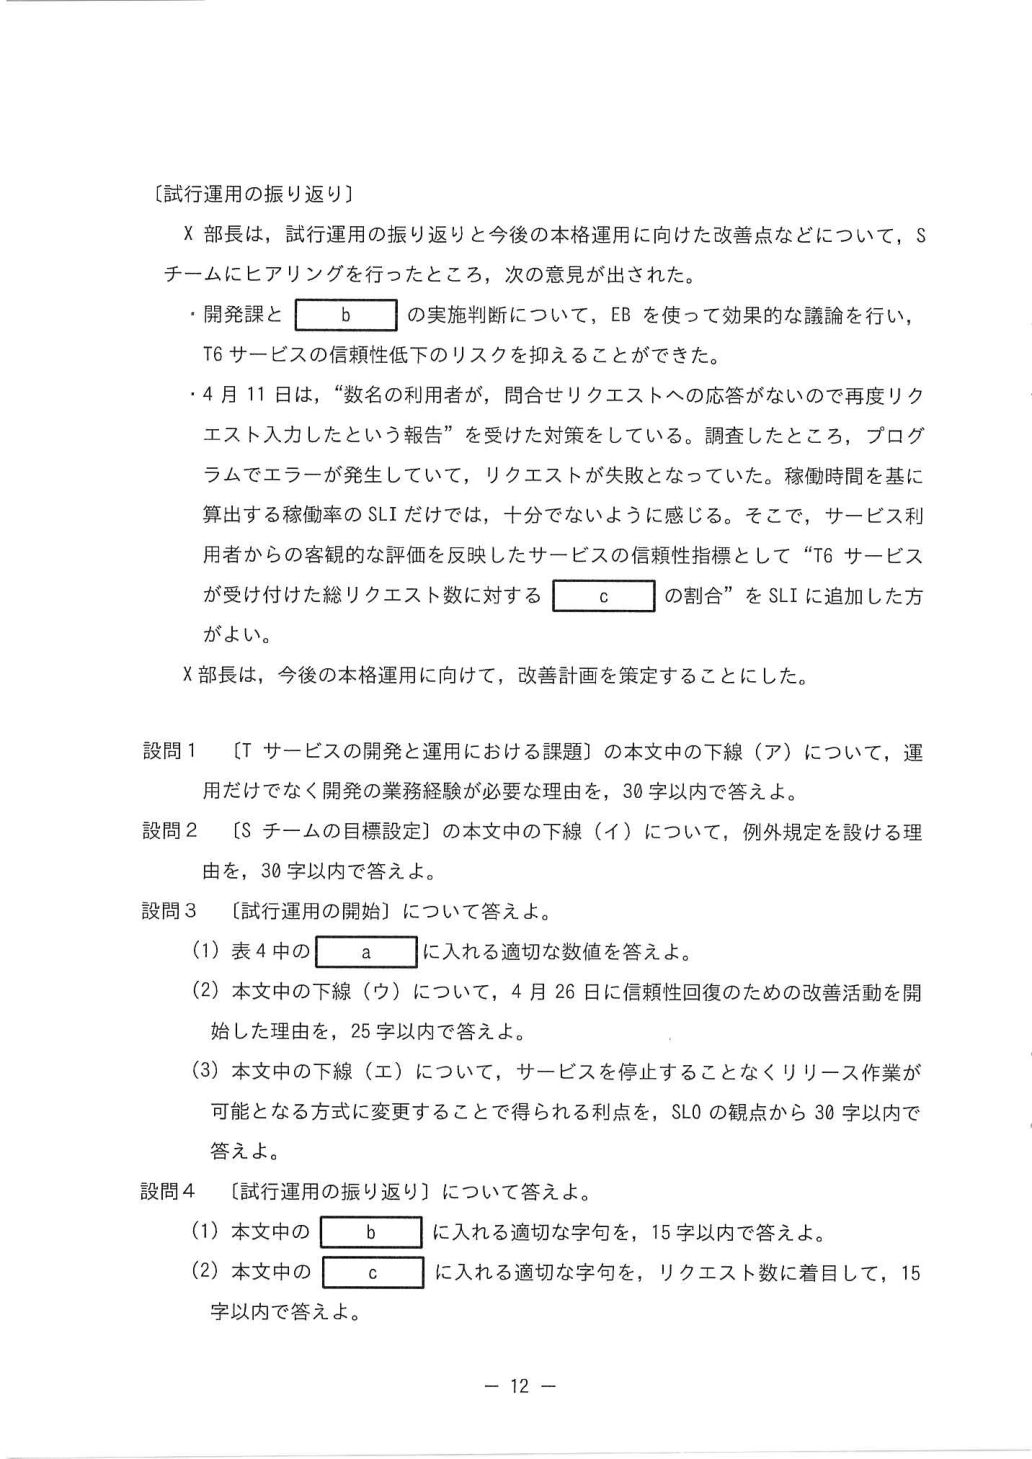 〔試行運用の振り返り〕
X 部長は，試行運用の振り返りと今後の本格運用に向けた改善点などについて，S
チームにヒアリングを行ったところ，次の意見が出された。
・開発課と b の実施判断について，EB を使って効果的な議論を行い，
T6 サービスの信頼性低下のリスクを抑えることができた。
・4 月 11 日は，“数名の利用者が，問合せリクエストへの応答がないので再度リク
エスト入力したという報告”を受けた対策をしている。調査したところ，プログ
ラムでエラーが発生していて，リクエストが失敗となっていた。稼働時間を基に
算出する稼働率の SLI だけでは，十分でないように感じる。そこで，サービス利
用者からの客観的な評価を反映したサービスの信頼性指標として“T6 サービス
が受け付けた総リクエスト数に対する c の割合”を SLI に追加した方
がよい。
X 部長は，今後の本格運用に向けて，改善計画を策定することにした。
設問1 〔T サービスの開発と運用における課題〕の本文中の下線（ア）について，運
用だけでなく開発の業務経験が必要な理由を，30 字以内で答えよ。
設問2 〔S チームの目標設定〕の本文中の下線（イ）について，例外規定を設ける理
由を，30 字以内で答えよ。
設問3 〔試行運用の開始〕について答えよ。
(1) 表 4 中の a に入れる適切な数値を答えよ。
(2) 本文中の下線（ウ）について，4 月 26 日に信頼性回復のための改善活動を開
始した理由を，25 字以内で答えよ。
(3) 本文中の下線（エ）について，サービスを停止することなくリリース作業が
可能となる方式に変更することで得られる利点を，SLO の観点から 30 字以内で
答えよ。
設問4 〔試行運用の振り返り〕について答えよ。
(1) 本文中の b に入れる適切な字句を，15 字以内で答えよ。
(2) 本文中の c に入れる適切な字句を，リクエスト数に着目して，15
字以内で答えよ。
― 12 ―